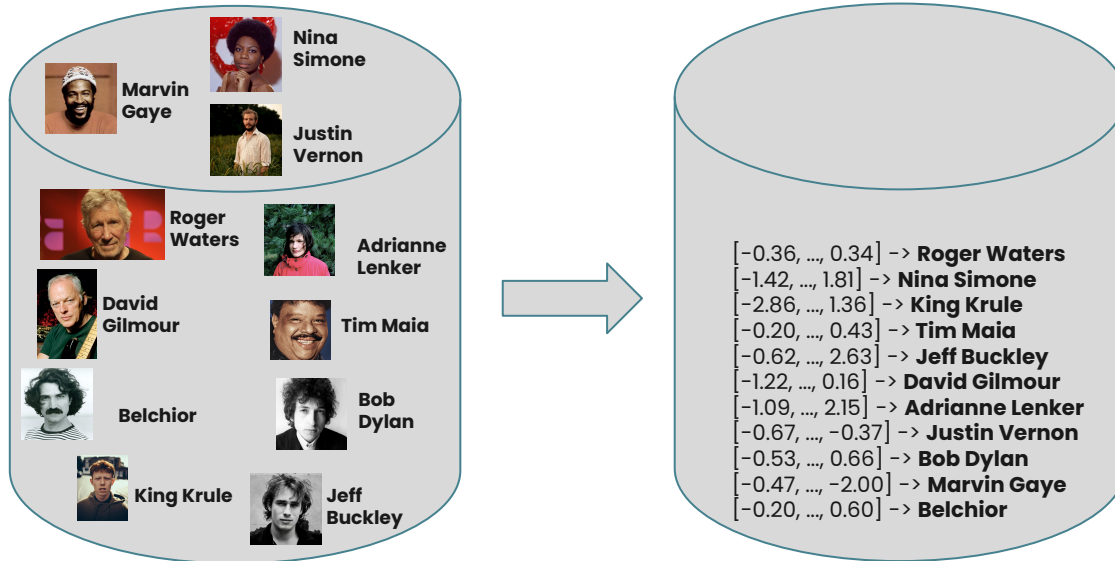 Nina
Simone
Marvin
Gaye
Justin
Vernon
Roger
Waters
Adrianne
Lenker
David
Gilmour
Tim Maia
Belchior
Bob
Dylan
King Krule
Jeff
Buckley
[-0.36, ..., 0.34] -> Roger Waters
[-1.42, ..., 1.81] -> Nina Simone
[-2.86, ..., 1.36] -> King Krule
[-0.20, ..., 0.43] -> Tim Maia
[-0.62, ..., 2.63] -> Jeff Buckley
[-1.22, ..., 0.16] -> David Gilmour
[-1.09, ..., 2.15] -> Adrianne Lenker
[-0.67, ..., -0.37] -> Justin Vernon
[-0.53, ..., 0.66] -> Bob Dylan
[-0.47, ..., -2.00] -> Marvin Gaye
[-0.20, ..., 0.60] -> Belchior